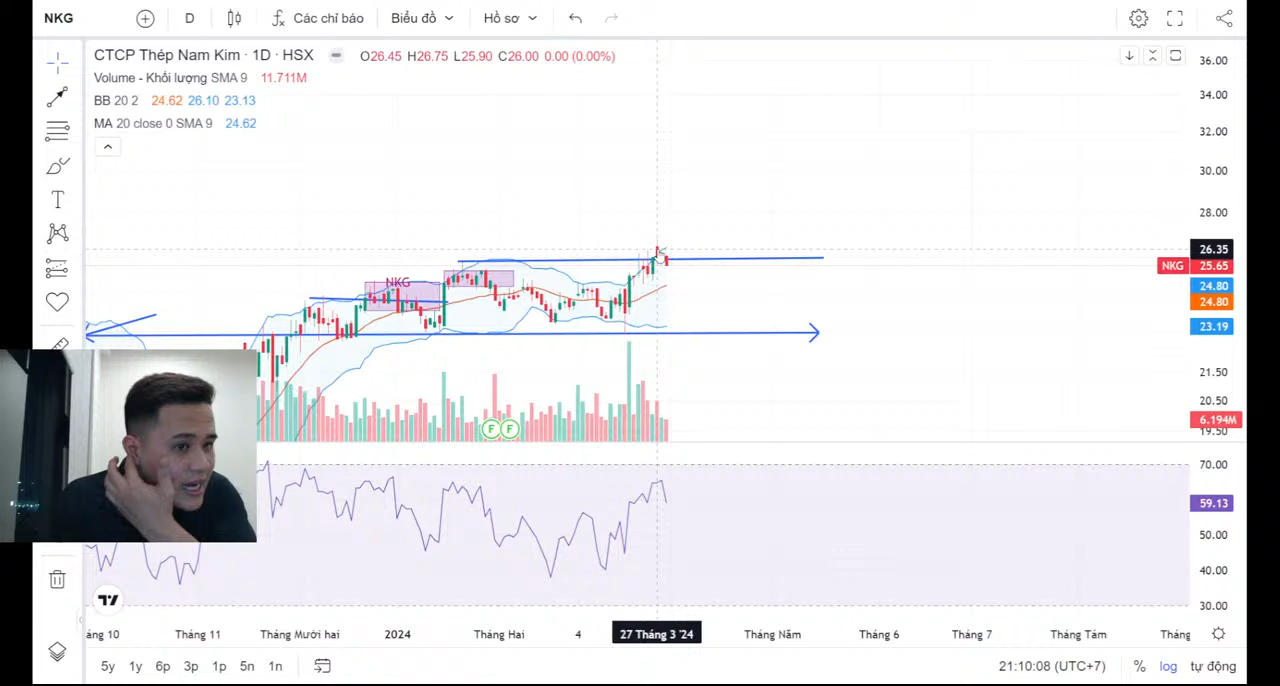 NKG D Các chỉ báo Biểu đồ Hồ sơ
CTCP Thép Nam Kim · 1D · HSX O26.45 H26.75 L25.90 C26.00 0.00 (0.00%)
Volume - Khối lượng SMA 9 11.711M
BB 20 2 24.62 26.10 23.13
MA 20 close 0 SMA 9 24.62
36.00
34.00
32.00
30.00
28.00
26.35
NKG 25.65
24.80
24.80
23.19
21.50
20.50
6.194M
19.50
NKG
F F
70.00
59.13
50.00
40.00
30.00
áng 10 Tháng 11 Tháng Mười hai 2024 Tháng Hai 4 27 Tháng 3 '24 Tháng Năm Tháng 6 Tháng 7 Tháng Tám Tháng
5y 1y 6p 3p 1p 5n 1n 21:10:08 (UTC+7) % log tự động